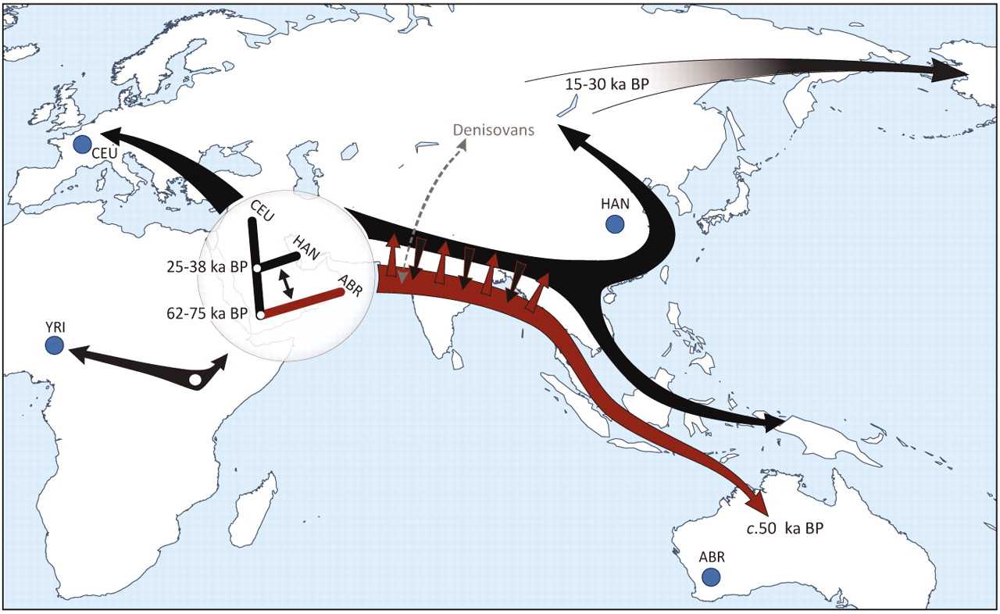 15-30 ka BP
Denisovans
CEU
HAN
CEU
HAN
25-38 ka BP
ABR
62-75 ka BP
YRI
c.50 ka BP
ABR